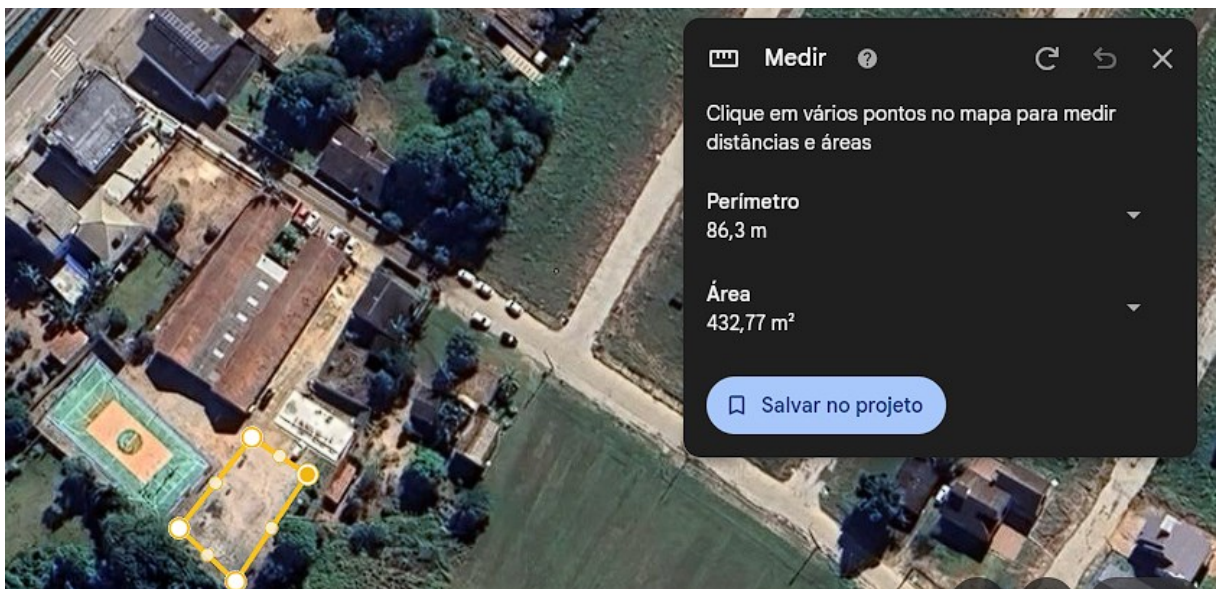 Medir
Clique em vários pontos no mapa para medir
distâncias e áreas
Perímetro
86,3 m
Área
432,77 m²
Salvar no projeto